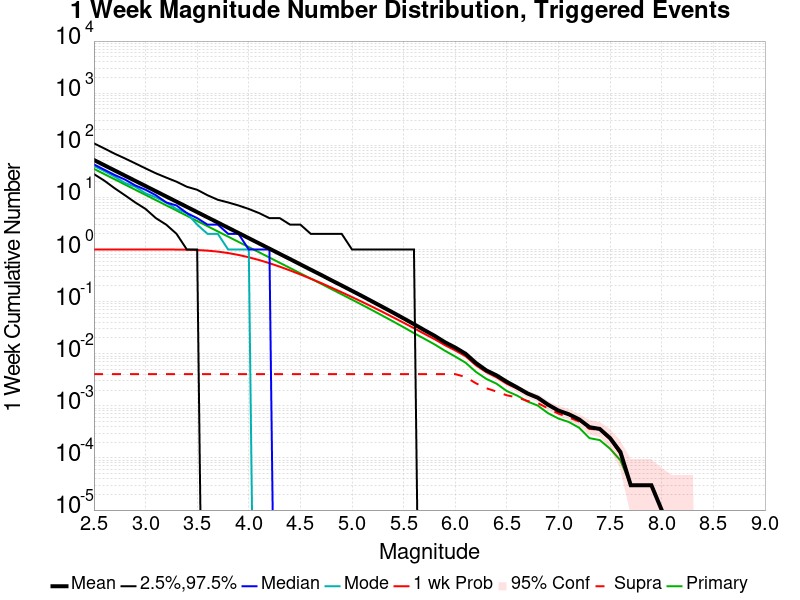 1 Week Magnitude Number Distribution, Triggered Events
10^4
10^3
10^2
10^1
10^0
10^-1
10^-2
10^-3
10^-4
10^-5
1 Week Cumulative Number
2.5 3.0 3.5 4.0 4.5 5.0 5.5 6.0 6.5 7.0 7.5 8.0 8.5 9.0
Magnitude
Mean 2.5%,97.5% Median Mode 1 wk Prob 95% Conf Supra Primary